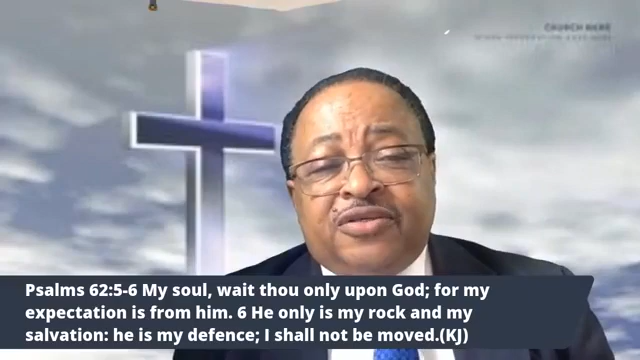 CHURCH HERE
Psalms 62:5-6 My soul, wait thou only upon God; for my
expectation is from him. 6 He only is my rock and my
salvation: he is my defence; I shall not be moved.(KJ)